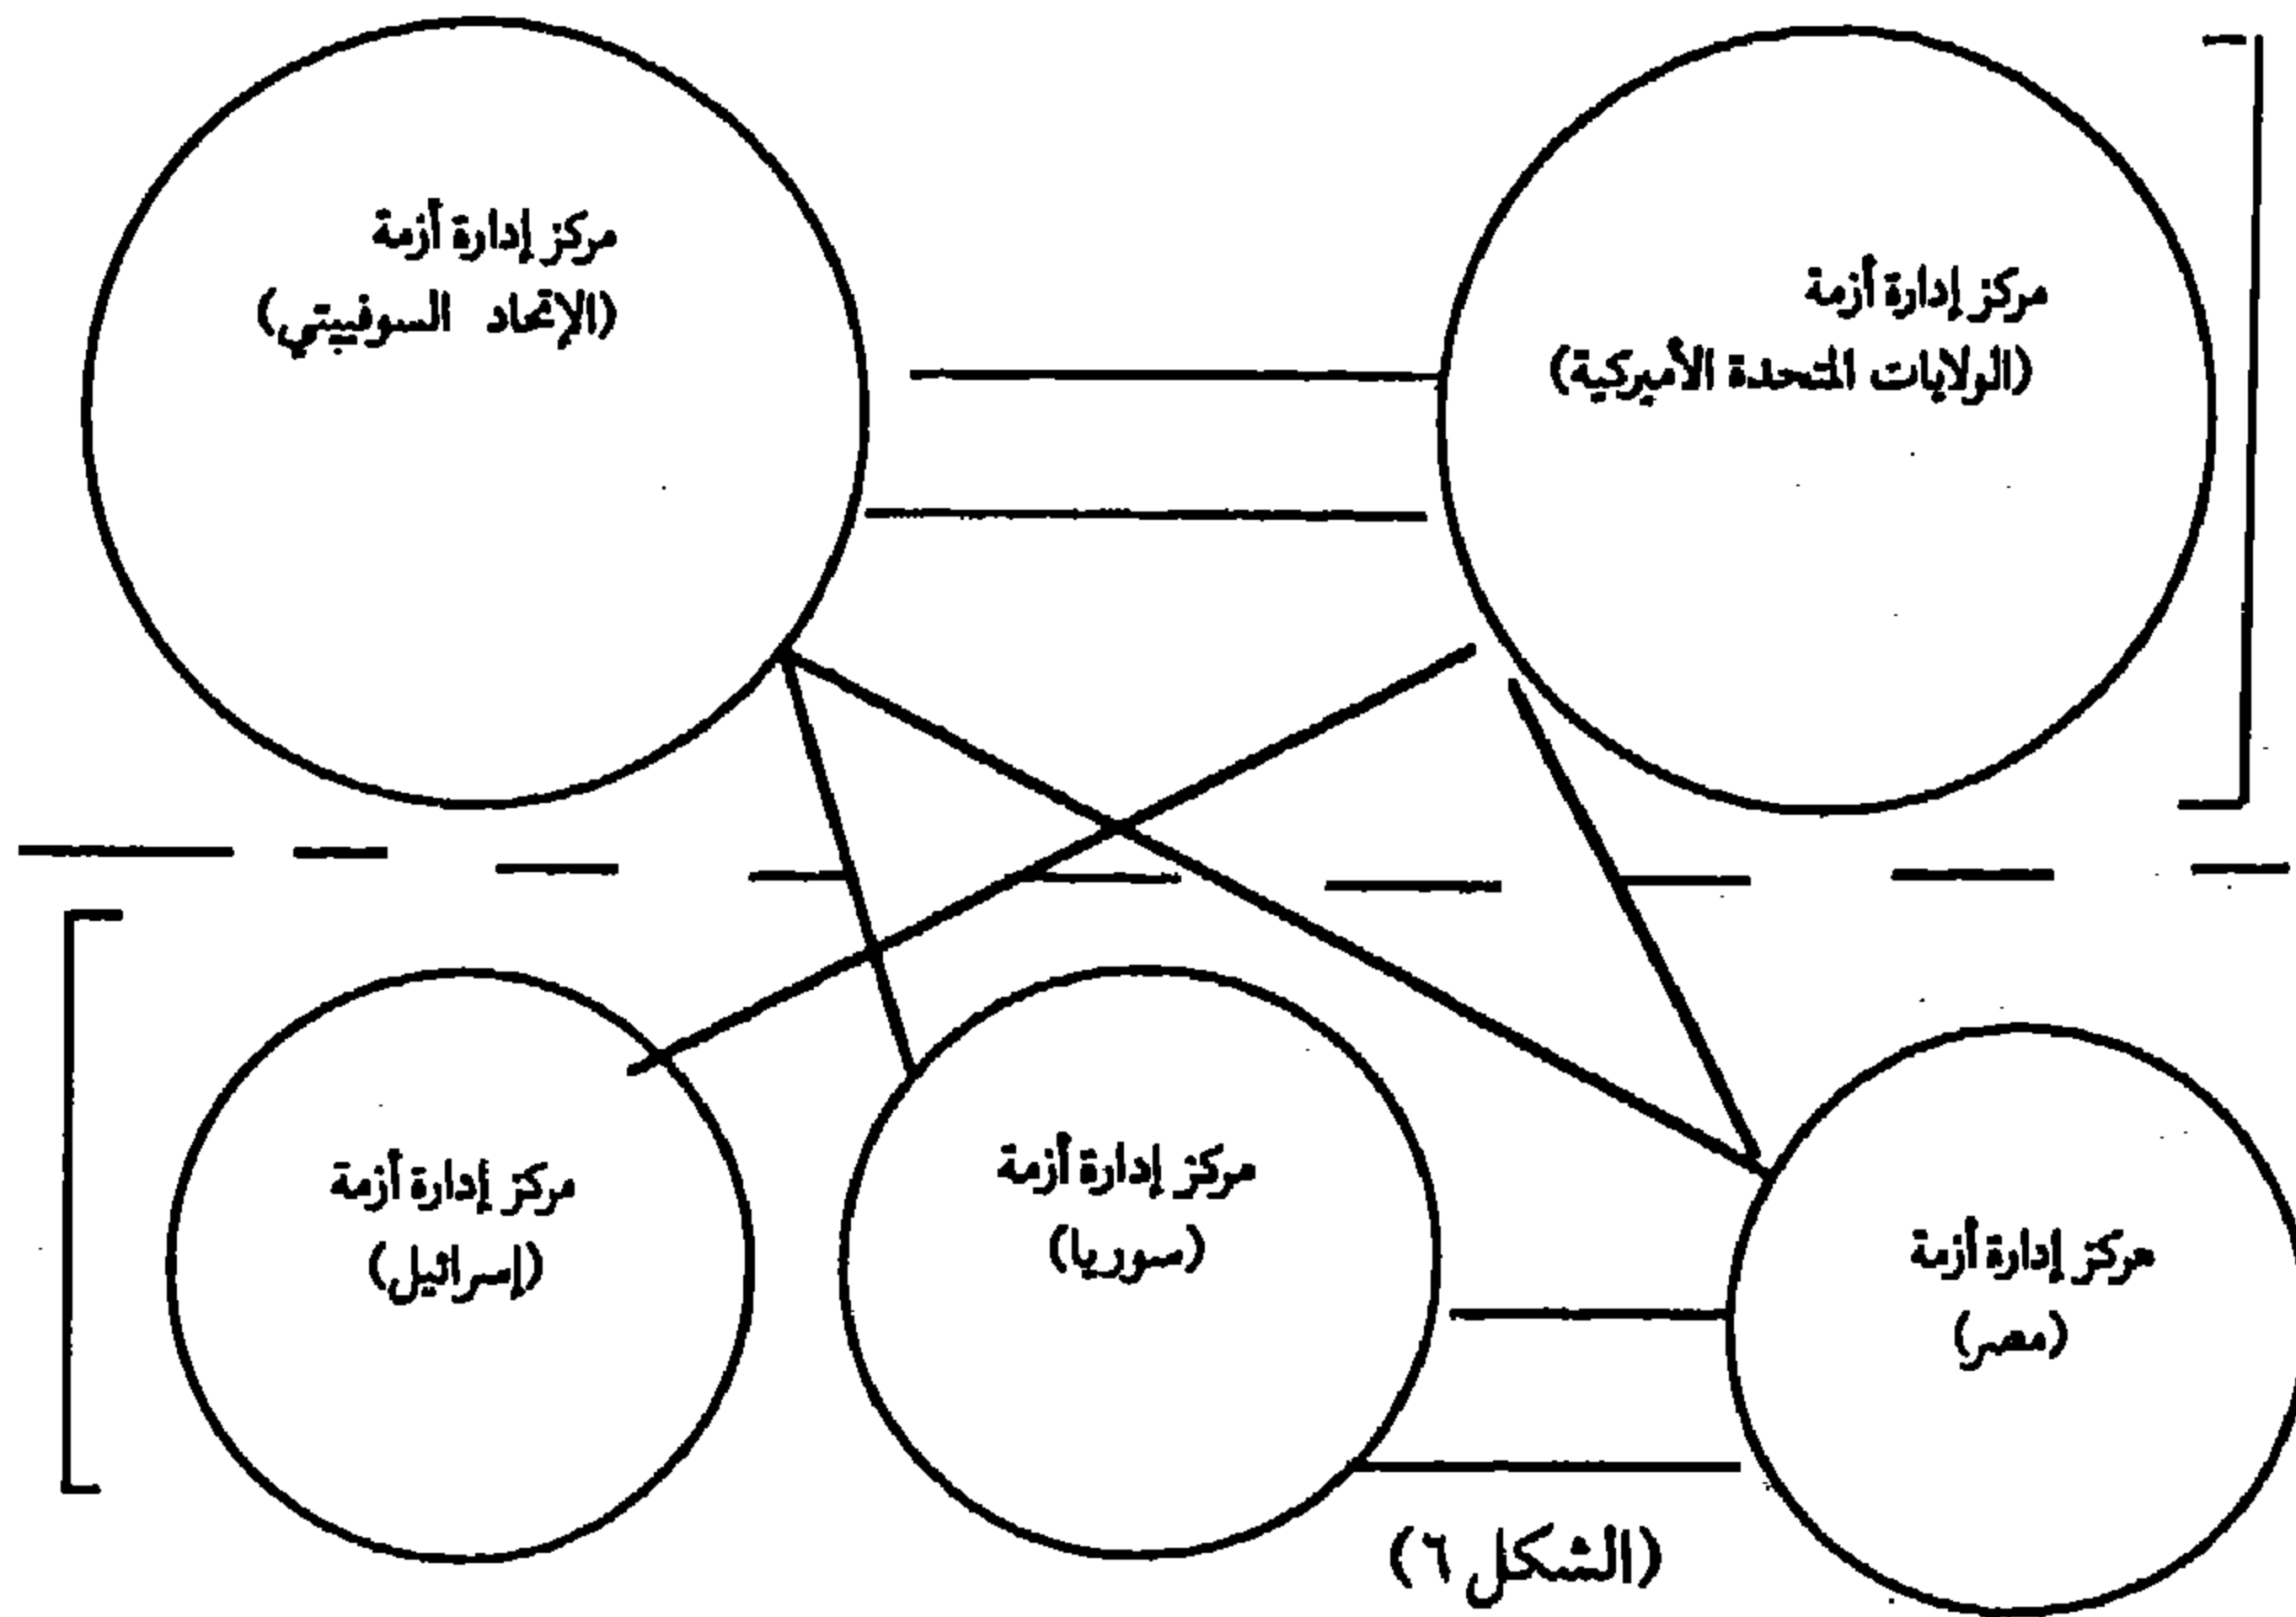 مركز إدارة أزمة
(الولايات المتحدة الأميركية)
مركز إدارة أزمة
(الإتحاد السوفييتي)
مركز إدارة أزمة
(مصر)
مركز إدارة أزمة
(سوريا)
مركز إدارة أزمة
(إسرائيل)
(الشكل ٦)